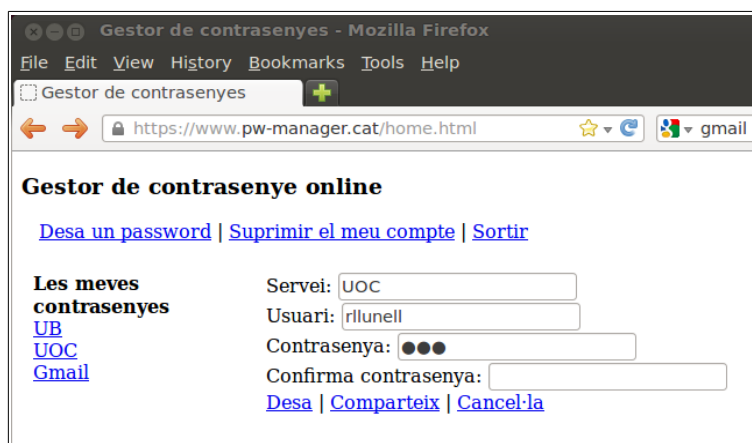 Gestor de contrasenyes - Mozilla Firefox
File Edit View History Bookmarks Tools Help
Gestor de contrasenyes
https://www.pw-manager.cat/home.html gmail
Gestor de contrasenye online
Desa un password | Suprimir el meu compte | Sortir
Les meves
contrasenyes
UB
UOC
Gmail
Servei: UOC
Usuari: rllunell
Contrasenya: ●●●
Confirma contrasenya:
Desa | Comparteix | Cancel·la